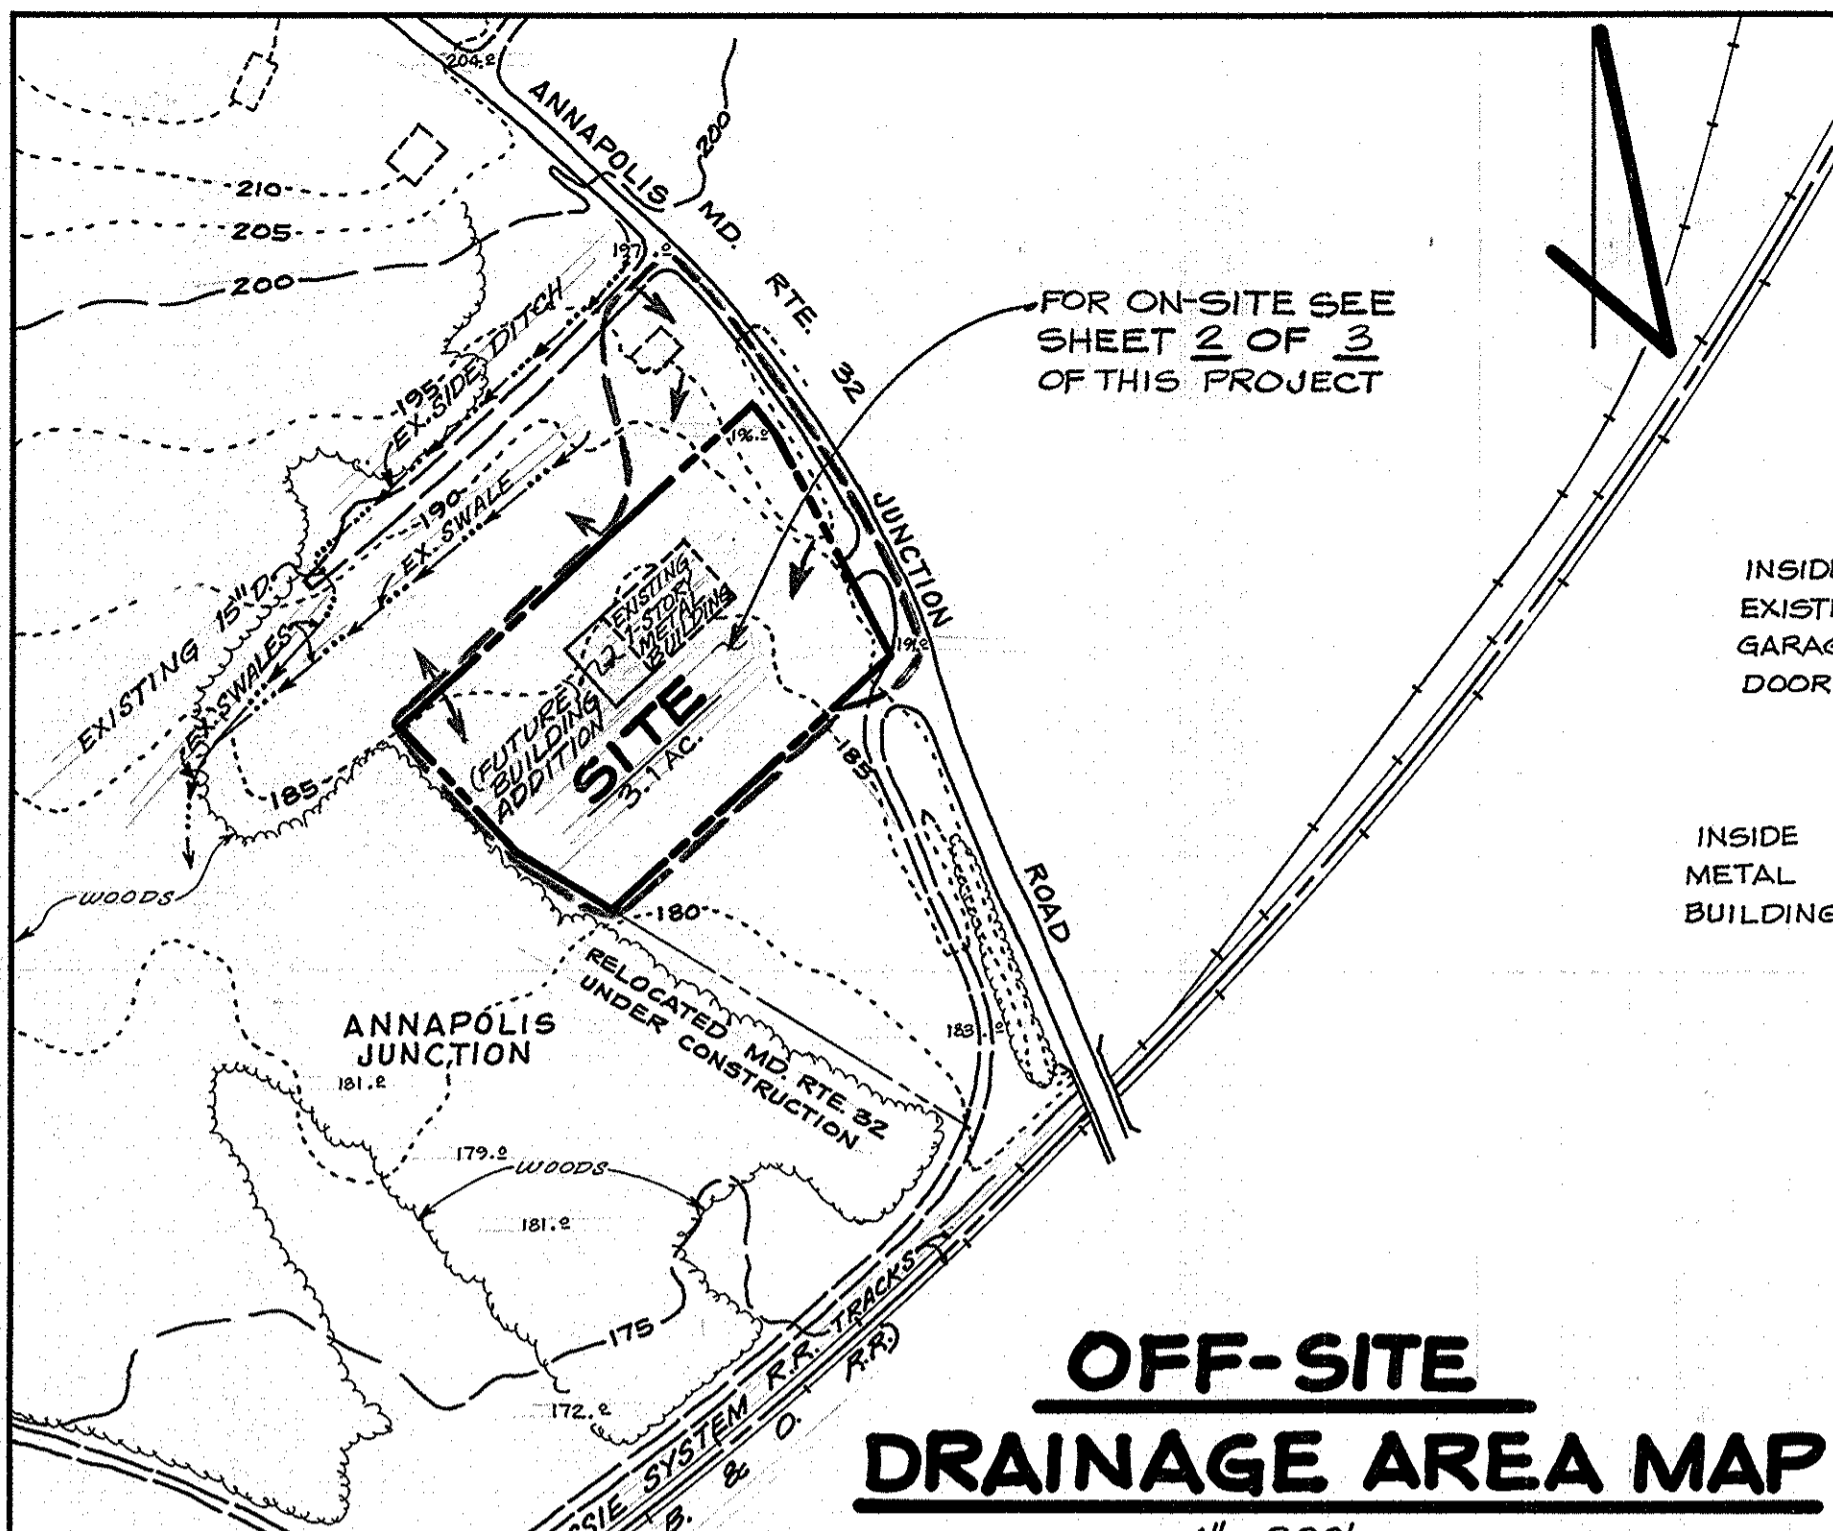 204.2
ANNAPOLIS
JUNCTION
ROAD
MD. RTE. 32
200
210
205
200
197.2
195
EX. SIDE DITCH
190
EX. SWALE
196.2
FOR ON-SITE SEE
SHEET 2 OF 3
OF THIS PROJECT
EXISTING 15" D.
EX. SWALES
EXISTING
1-STORY
METAL
BUILDING
(FUTURE)
BUILDING
ADDITION
SITE
3.1 AC.
185
185
180
WOODS
RELOCATED MD. RTE. 32
UNDER CONSTRUCTION
ANNAPOLIS
JUNCTION
181.2
183.2
179.2
WOODS
181.2
175
172.2
SYSTEM R.R. TRACKS
B. & O. R.R.)
INSIDE
METAL
BUILDING
OFF-SITE
DRAINAGE AREA MAP